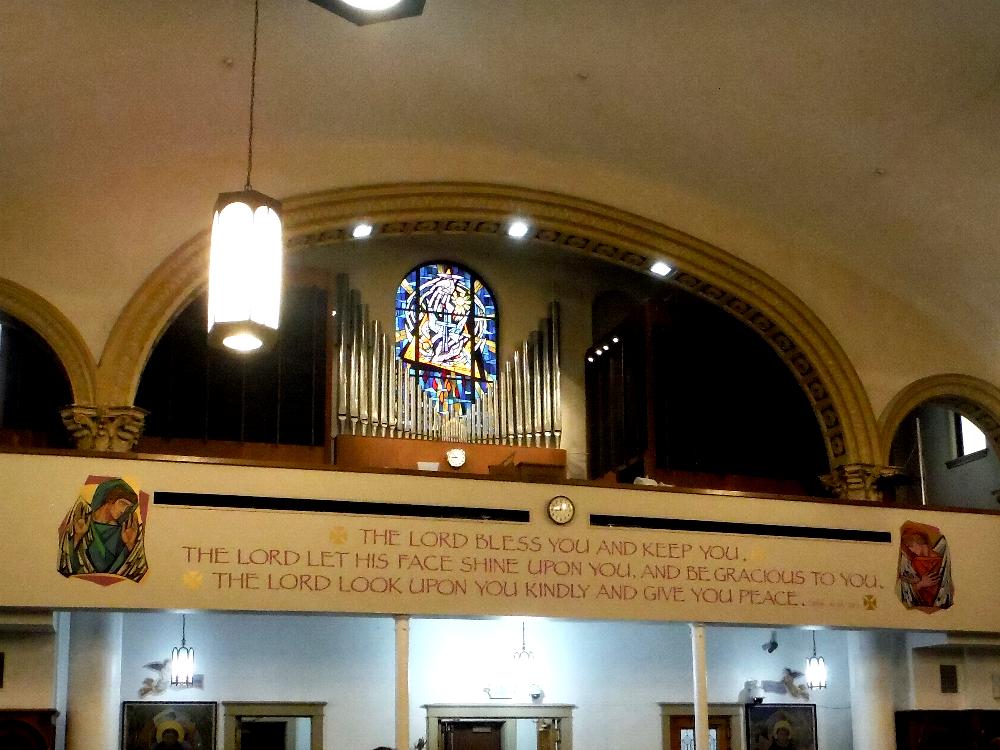 THE LORD BLESS YOU AND KEEP YOU.
THE LORD LET HIS FACE SHINE UPON YOU, AND BE GRACIOUS TO YOU.
THE LORD LOOK UPON YOU KINDLY AND GIVE YOU PEACE.